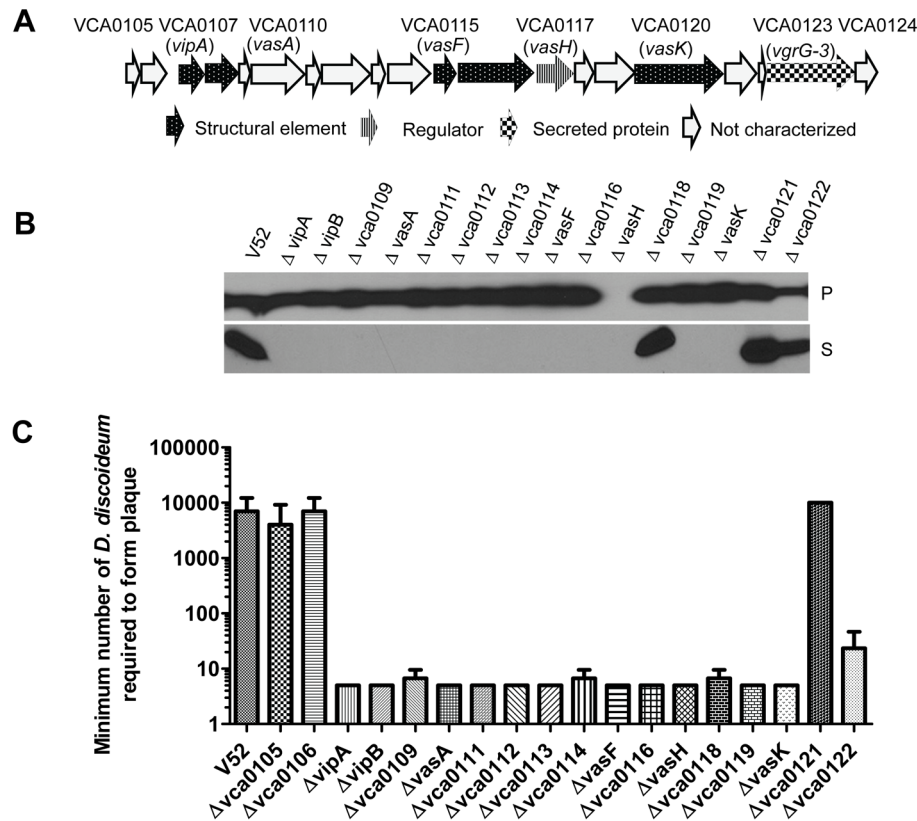 A
VCA0105 VCA0107 VCA0110 VCA0115 VCA0117 VCA0120 VCA0123 VCA0124
(vipA) (vasA) (vasF) (vasH) (vasK) (vgrG-3)
Structural element Regulator Secreted protein Not characterized
B
V52 Δ vipA Δ vipB Δ vca0109 Δ vasA Δ vca0111 Δ vca0112 Δ vca0113 Δ vca0114 Δ vasF Δ vca0116 Δ vasH Δ vca0118 Δ vca0119 Δ vasK Δ vca0121 Δ vca0122
P
S
C
Minimum number of D. discoideum
required to form plaque
100000
10000
1000
100
10
1
V52 Δvca0105 Δvca0106 ΔvipA ΔvipB Δvca0109 ΔvasA Δvca0111 Δvca0112 Δvca0113 Δvca0114 ΔvasF Δvca0116 ΔvasH Δvca0118 Δvca0119 ΔvasK Δvca0121 Δvca0122